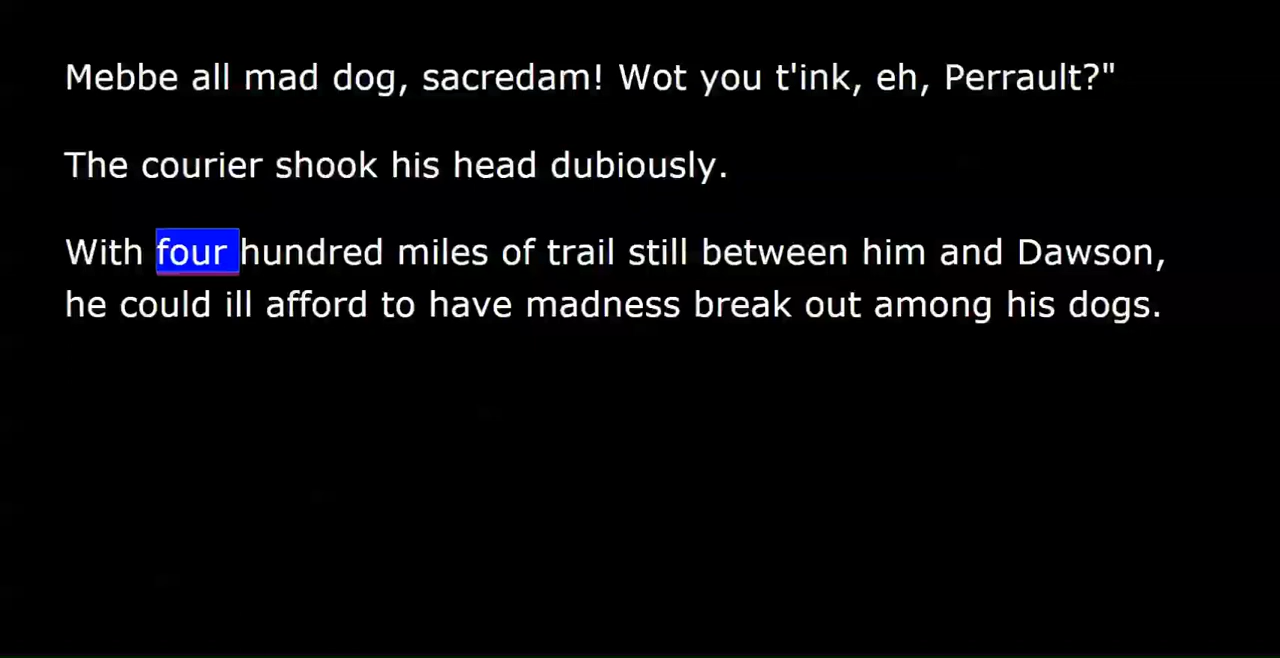 Mebbe all mad dog, sacredam! Wot you t'ink, eh, Perrault?"
The courier shook his head dubiously.
With four hundred miles of trail still between him and Dawson,
he could ill afford to have madness break out among his dogs.